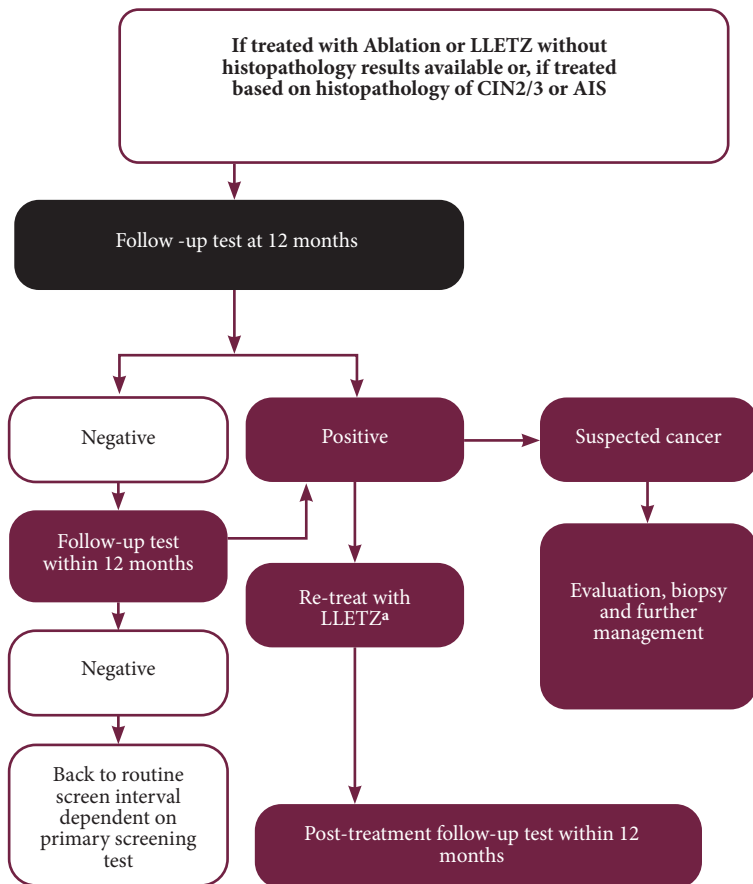 If treated with Ablation or LLETZ without
histopathology results available or, if treated
based on histopathology of CIN2/3 or AIS
Follow -up test at 12 months
Negative
Positive
Suspected cancer
Follow-up test
within 12 months
Re-treat with
LLETZª
Evaluation, biopsy
and further
management
Negative
Back to routine
screen interval
dependent on
primary screening
test
Post-treatment follow-up test within 12
months